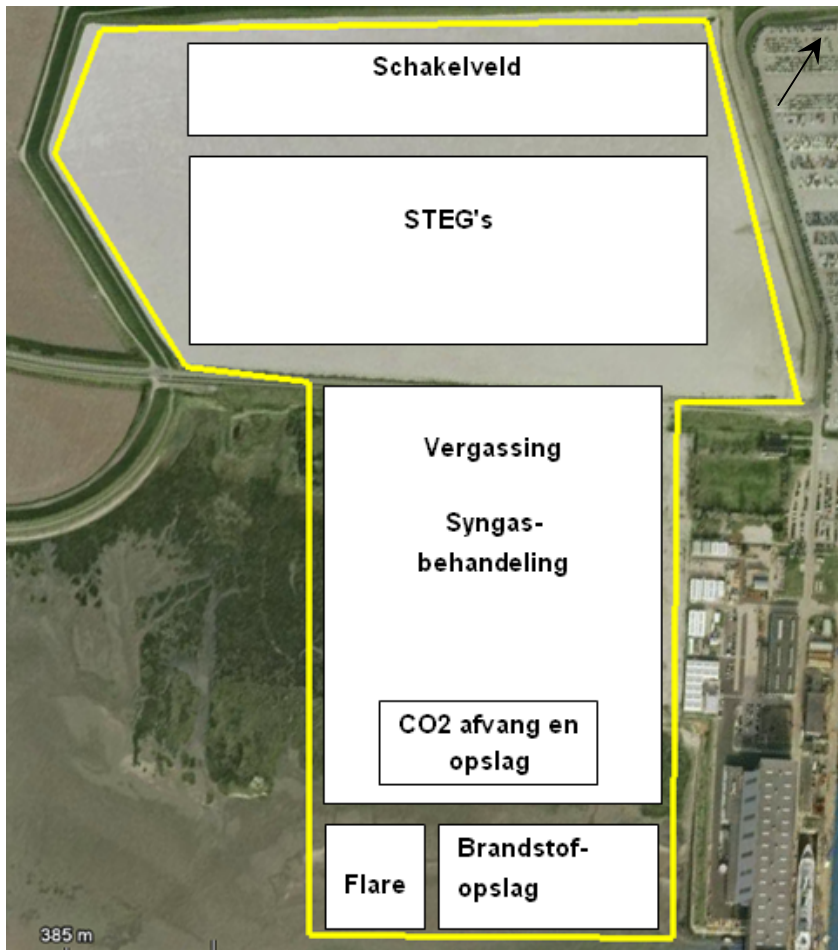 Schakelveld
STEG's
Vergassing
Syngas-
behandeling
CO2 afvang en
opslag
Flare
Brandstof-
opslag
385 m